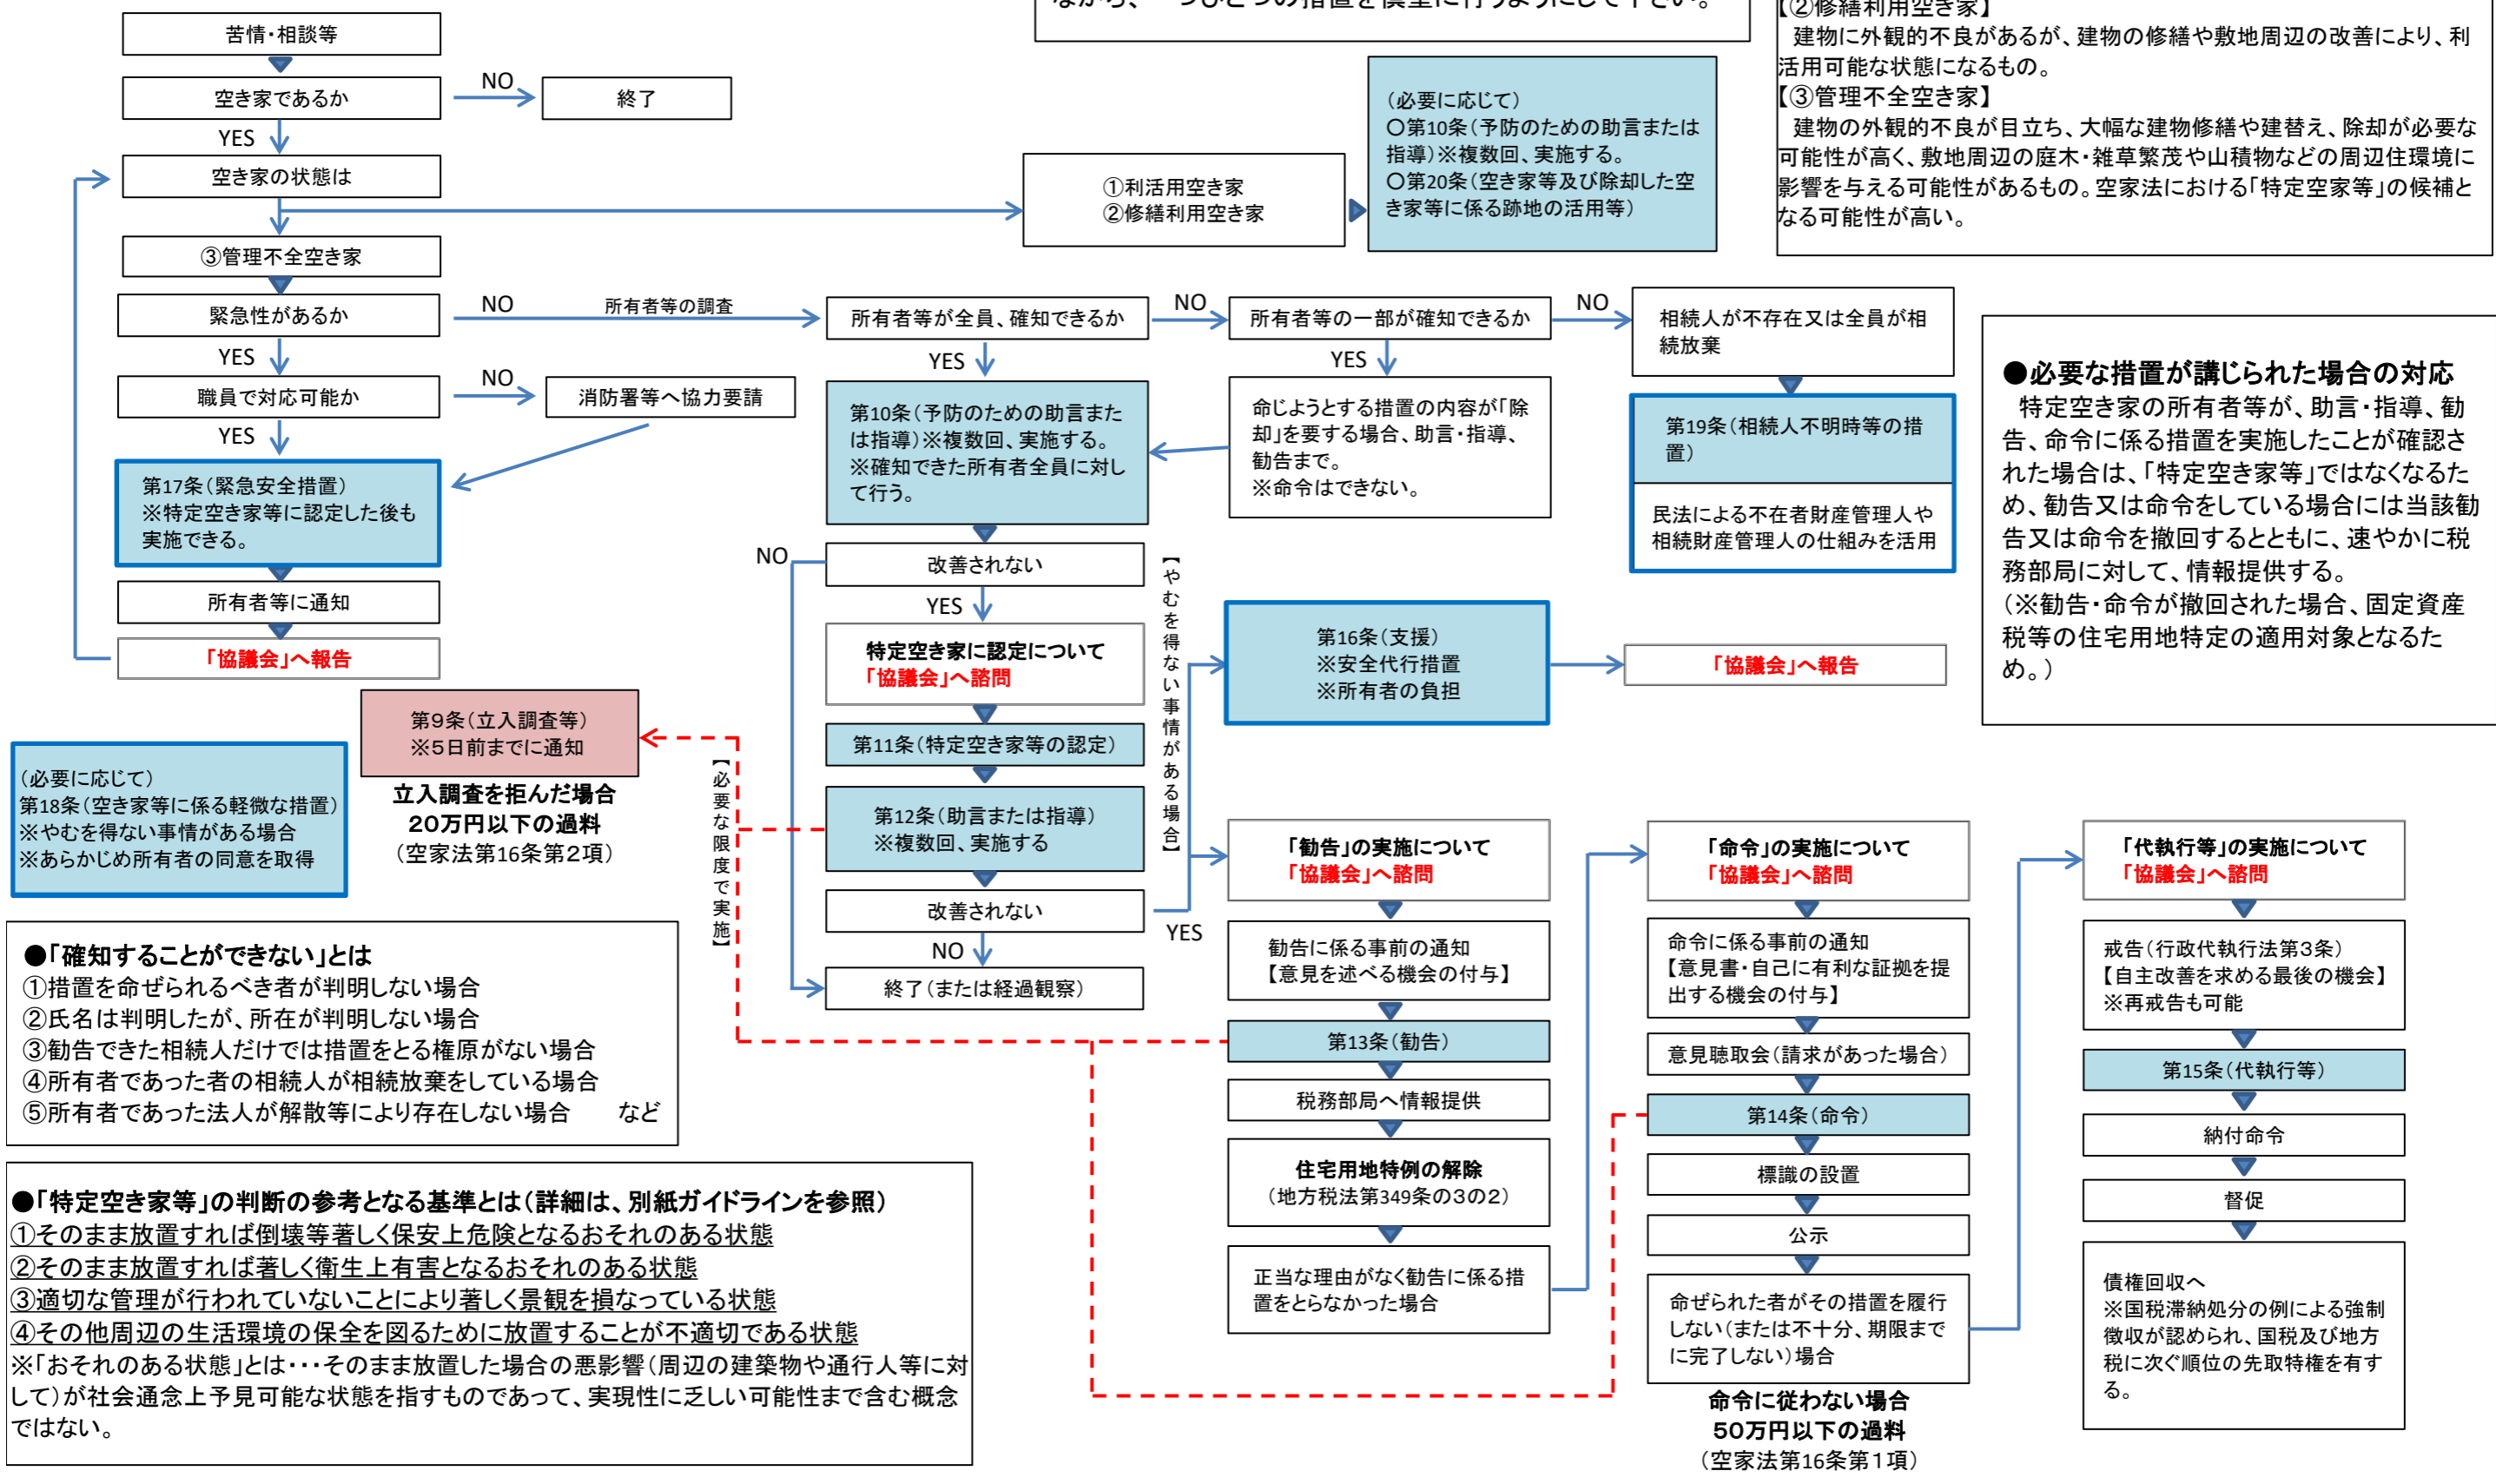 ながら、一つひとつの措置を慎重に行うようにして下さい。
【②修繕利用空き家】
建物に外観的不良があるが、建物の修繕や敷地周辺の改善により、利
活用可能な状態になるもの。
【③管理不全空き家】
建物の外観的不良が目立ち、大幅な建物修繕や建替え、除却が必要な
可能性が高く、敷地周辺の庭木・雑草繁茂や山積物などの周辺住環境に
影響を与える可能性があるもの。空家法における「特定空家等」の候補と
なる可能性が高い。
苦情・相談等
空き家であるか
NO
終了
YES
空き家の状態は
①利活用空き家
②修繕利用空き家
(必要に応じて)
○第10条(予防のための助言または
指導)※複数回、実施する。
○第20条(空き家等及び除却した空
き家等に係る跡地の活用等)
③管理不全空き家
緊急性があるか
NO
所有者等の調査
所有者等が全員、確知できるか
NO
所有者等の一部が確知できるか
NO
相続人が不存在又は全員が相
続放棄
YES
職員で対応可能か
NO
消防署等へ協力要請
YES
第17条(緊急安全措置)
※特定空き家等に認定した後も
実施できる。
所有者等に通知
「協議会」へ報告
YES
第10条(予防のための助言また
は指導)※複数回、実施する。
※確知できた所有者全員に対し
て行う。
YES
命じようとする措置の内容が「除
却」を要する場合、助言・指導、
勧告まで。
※命令はできない。
第19条(相続人不明時等の措
置)
民法による不在者財産管理人や
相続財産管理人の仕組みを活用
●必要な措置が講じられた場合の対応
特定空き家の所有者等が、助言・指導、勧
告、命令に係る措置を実施したことが確認さ
れた場合は、「特定空き家等」ではなくなるた
め、勧告又は命令をしている場合には当該勧
告又は命令を撤回するとともに、速やかに税
務部局に対して、情報提供する。
(※勧告・命令が撤回された場合、固定資産
税等の住宅用地特定の適用対象となるた
め。)
NO
改善されない
YES
特定空き家に認定について
「協議会」へ諮問
第11条(特定空き家等の認定)
第12条(助言または指導)
※複数回、実施する
改善されない
YES
NO
終了(または経過観察)
【やむを得ない事情がある場合】
第16条(支援)
※安全代行措置
※所有者の負担
「協議会」へ報告
第9条(立入調査等)
※5日前までに通知
立入調査を拒んだ場合
20万円以下の過料
(空家法第16条第2項)
【必要な限度で実施】
(必要に応じて)
第18条(空き家等に係る軽微な措置)
※やむを得ない事情がある場合
※あらかじめ所有者の同意を取得
「勧告」の実施について
「協議会」へ諮問
勧告に係る事前の通知
【意見を述べる機会の付与】
第13条(勧告)
税務部局へ情報提供
住宅用地特例の解除
(地方税法第349条の3の2)
正当な理由がなく勧告に係る措
置をとらなかった場合
「命令」の実施について
「協議会」へ諮問
命令に係る事前の通知
【意見書・自己に有利な証拠を提
出する機会の付与】
意見聴取会(請求があった場合)
第14条(命令)
標識の設置
公示
命ぜられた者がその措置を履行
しない(または不十分、期限まで
に完了しない)場合
命令に従わない場合
50万円以下の過料
(空家法第16条第1項)
「代執行等」の実施について
「協議会」へ諮問
戒告(行政代執行法第3条)
【自主改善を求める最後の機会】
※再戒告も可能
第15条(代執行等)
納付命令
督促
債権回収へ
※国税滞納処分の例による強制
徴収が認められ、国税及び地方
税に次ぐ順位の先取特権を有す
る。
●「確知することができない」とは
①措置を命ぜられるべき者が判明しない場合
②氏名は判明したが、所在が判明しない場合
③勧告できた相続人だけでは措置をとる権原がない場合
④所有者であった者の相続人が相続放棄をしている場合
⑤所有者であった法人が解散等により存在しない場合 など
●「特定空き家等」の判断の参考となる基準とは(詳細は、別紙ガイドラインを参照)
①そのまま放置すれば倒壊等著しく保安上危険となるおそれのある状態
②そのまま放置すれば著しく衛生上有害となるおそれのある状態
③適切な管理が行われていないことにより著しく景観を損なっている状態
④その他周辺の生活環境の保全を図るために放置することが不適切である状態
※「おそれのある状態」とは・・・そのまま放置した場合の悪影響(周辺の建築物や通行人等に対
して)が社会通念上予見可能な状態を指すものであって、実現性に乏しい可能性まで含む概念
ではない。